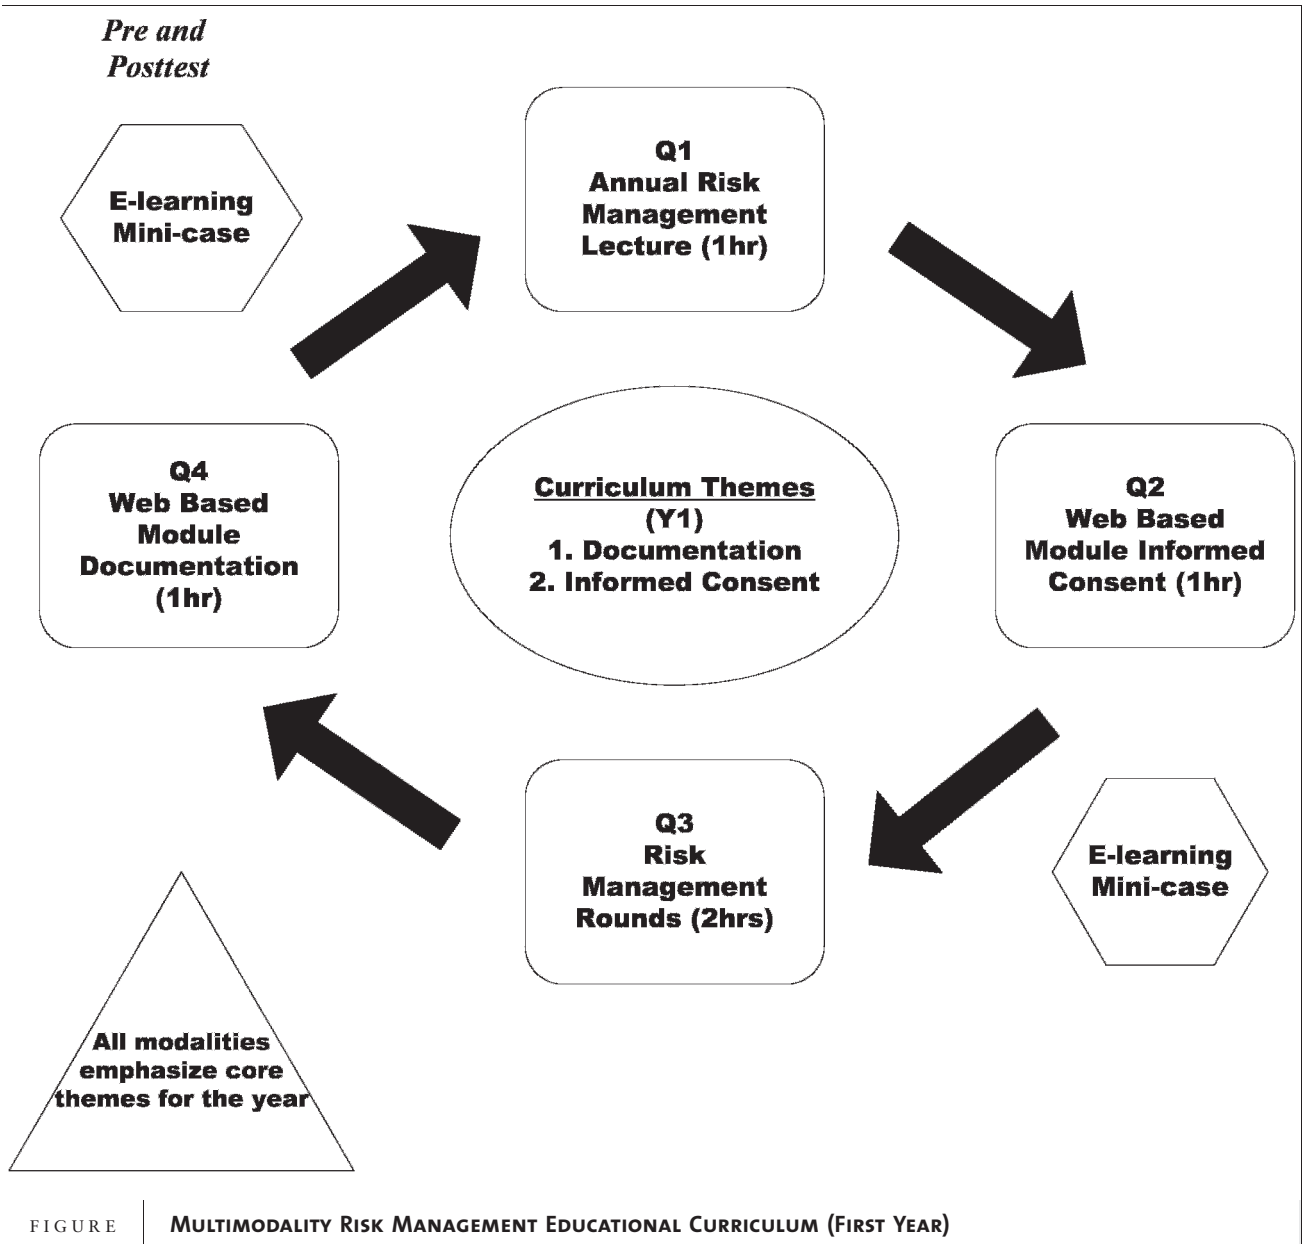 Pre and
Posttest
E-learning
Mini-case
Q1
Annual Risk
Management
Lecture (1hr)
Q4
Web Based
Module
Documentation
(1hr)
Curriculum Themes
(Y1)
1. Documentation
2. Informed Consent
Q2
Web Based
Module Informed
Consent (1hr)
Q3
Risk
Management
Rounds (2hrs)
E-learning
Mini-case
All modalities
emphasize core
themes for the year
FIGURE MULTIMODALITY RISK MANAGEMENT EDUCATIONAL CURRICULUM (FIRST YEAR)